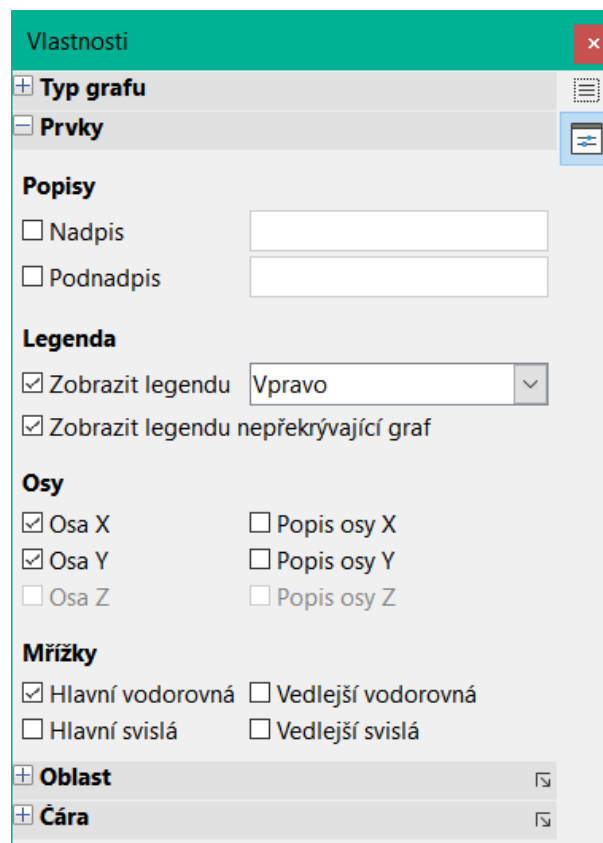 Vlastnosti
Typ grafu
Prvky
Popisy
Nadpis
Podnadpis
Legenda
Zobrazit legendu Vpravo
Zobrazit legendu nepřekrývající graf
Osy
Osa X Popis osy X
Osa Y Popis osy Y
Osa Z Popis osy Z
Mřížky
Hlavní vodorovná Vedlejší vodorovná
Hlavní svislá Vedlejší svislá
Oblast
Čára